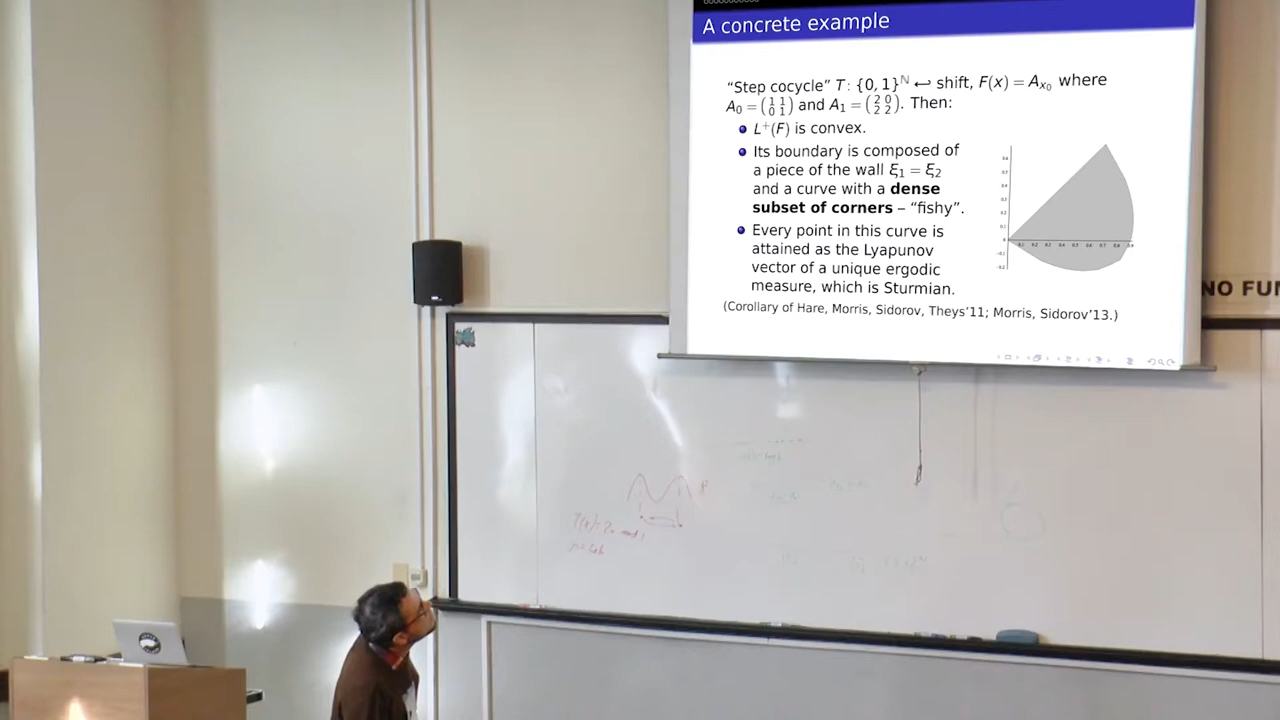 A concrete example
“Step cocycle” T: {0, 1}^ℕ ↩ shift, F(x) = A_{x_0} where
A_0 = (1 1 0 1) and A_1 = (2 0 2 2). Then:
L^+(F) is convex.
Its boundary is composed of
a piece of the wall ξ_1 = ξ_2
and a curve with a dense
subset of corners – “fishy”.
Every point in this curve is
attained as the Lyapunov
vector of a unique ergodic
measure, which is Sturmian.
(Corollary of Hare, Morris, Sidorov, Theys'11; Morris, Sidorov'13.)
NO FUN